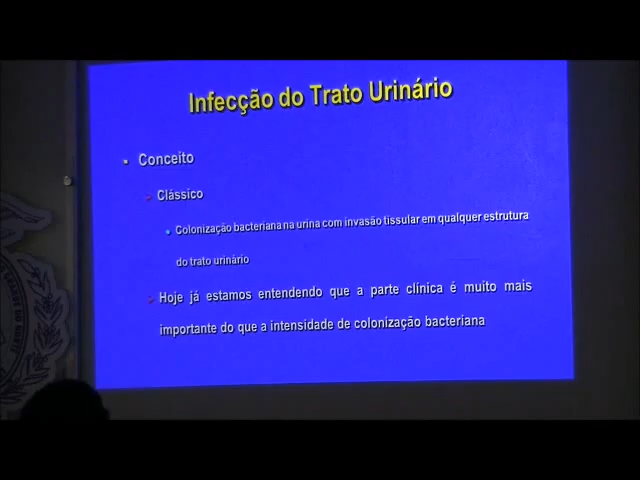 Infecção do Trato Urinário
Conceito
Clássico
Colonização bacteriana na urina com invasão tissular em qualquer estrutura
do trato urinário
Hoje já estamos entendendo que a parte clínica é muito mais
importante do que a intensidade de colonização bacteriana